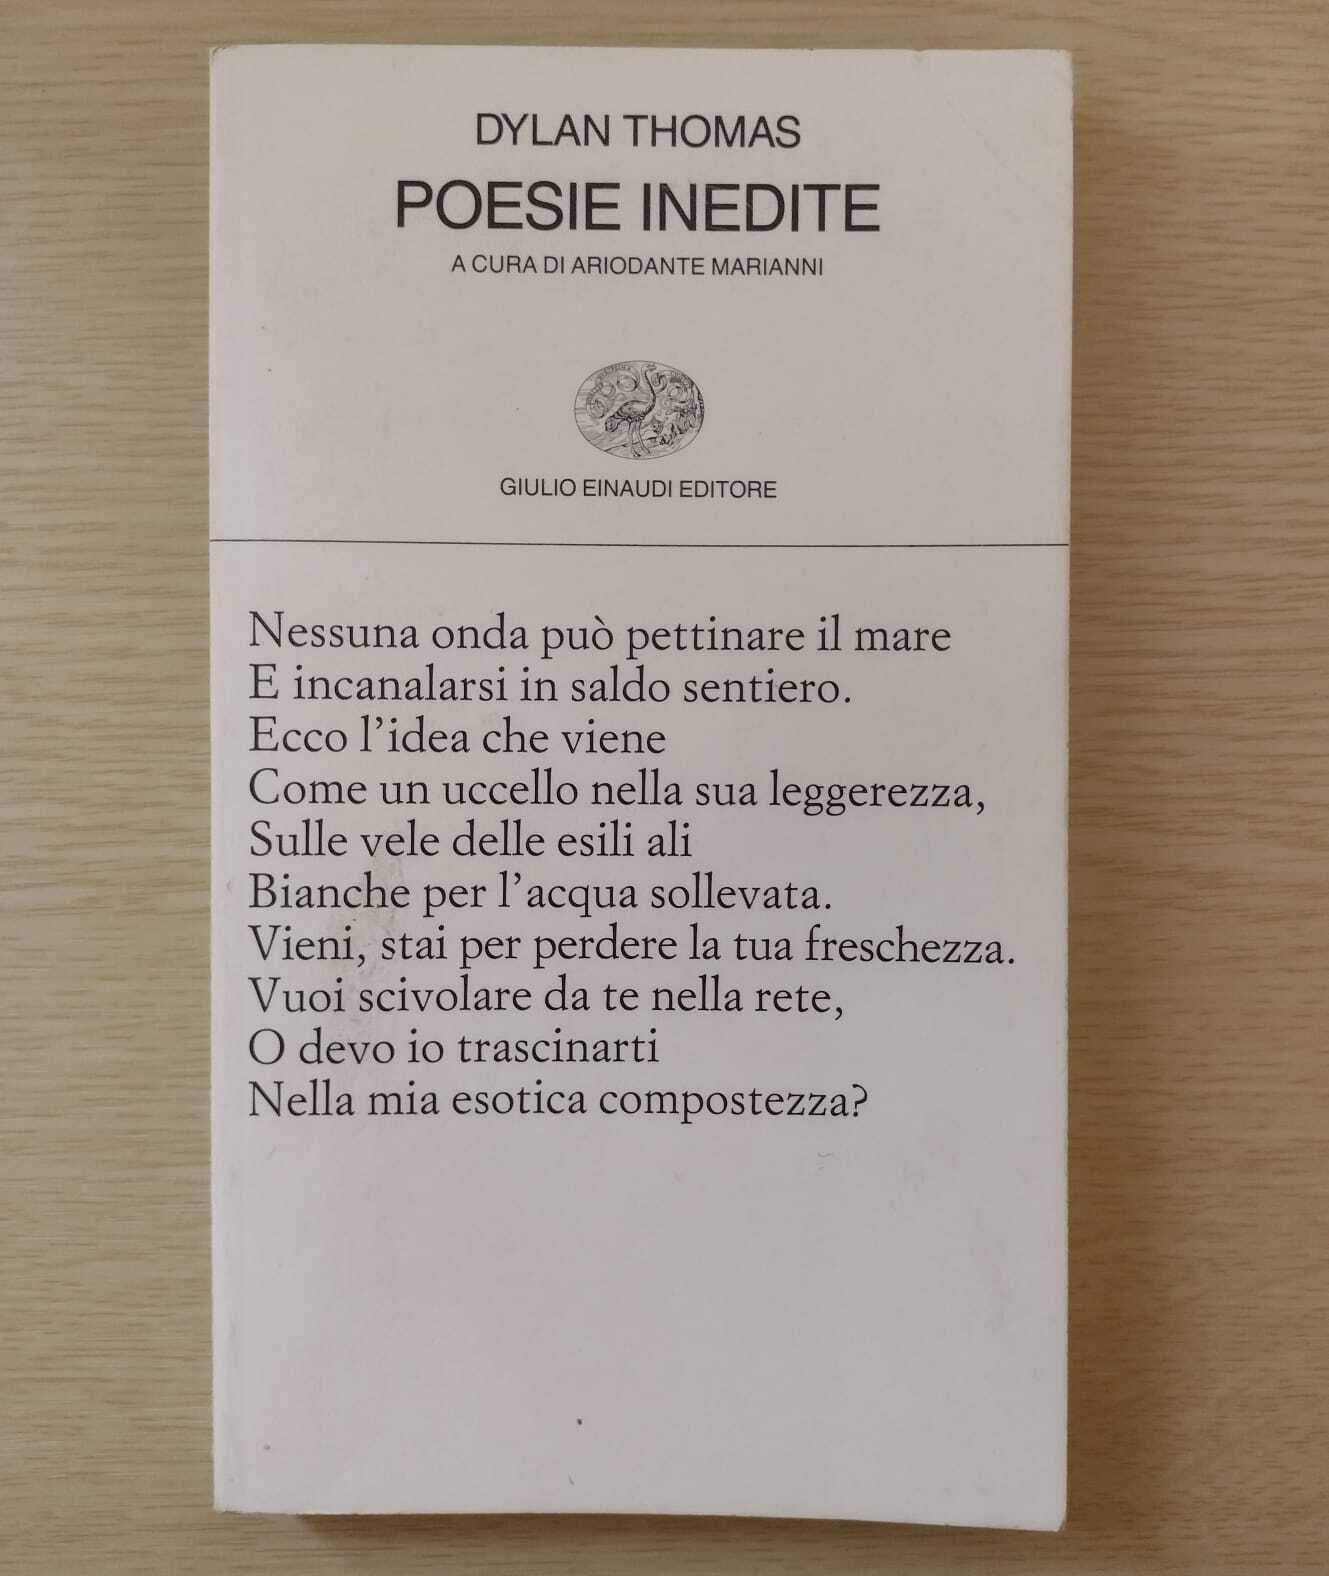 DYLAN THOMAS
POESIE INEDITE
A CURA DI ARIODANTE MARIANNI
GIULIO EINAUDI EDITORE
Nessuna onda può pettinare il mare
E incanalarsi in saldo sentiero.
Ecco l'idea che viene
Come un uccello nella sua leggerezza,
Sulle vele delle esili ali
Bianche per l'acqua sollevata.
Vieni, stai per perdere la tua freschezza.
Vuoi scivolare da te nella rete,
O devo io trascinarti
Nella mia esotica compostezza?